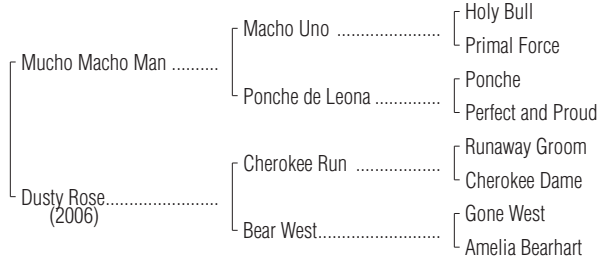 Holy Bull
Macho Uno ........................
Primal Force
Mucho Macho Man ..........
Ponche
Ponche de Leona ...............
Perfect and Proud
Runaway Groom
Cherokee Run ...................
Cherokee Dame
Dusty Rose........................
(2006)
Gone West
Bear West............................
Amelia Bearhart